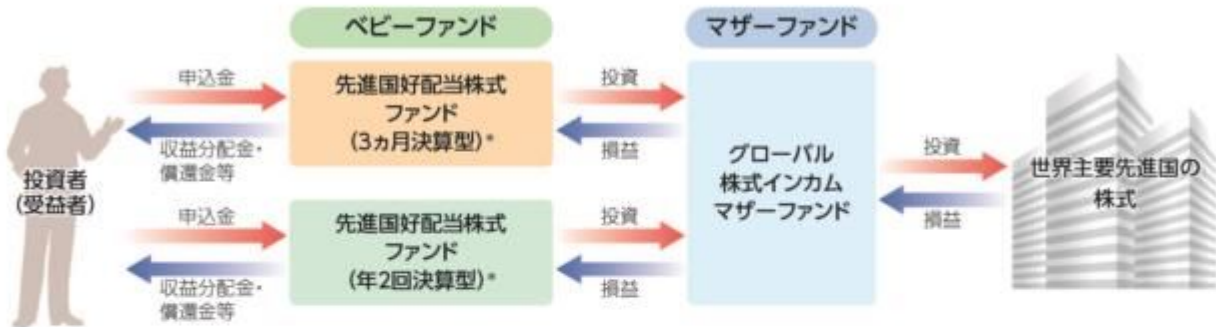 ベビーファンド
マザーファンド
申込金
先進国好配当株式
ファンド
(3ヵ月決算型)*
投資
収益分配金・
償還金等
損益
投資者
(受益者)
グローバル
株式インカム
マザーファンド
投資
世界主要先進国の
株式
損益
申込金
先進国好配当株式
ファンド
(年2回決算型)*
投資
収益分配金・
償還金等
損益